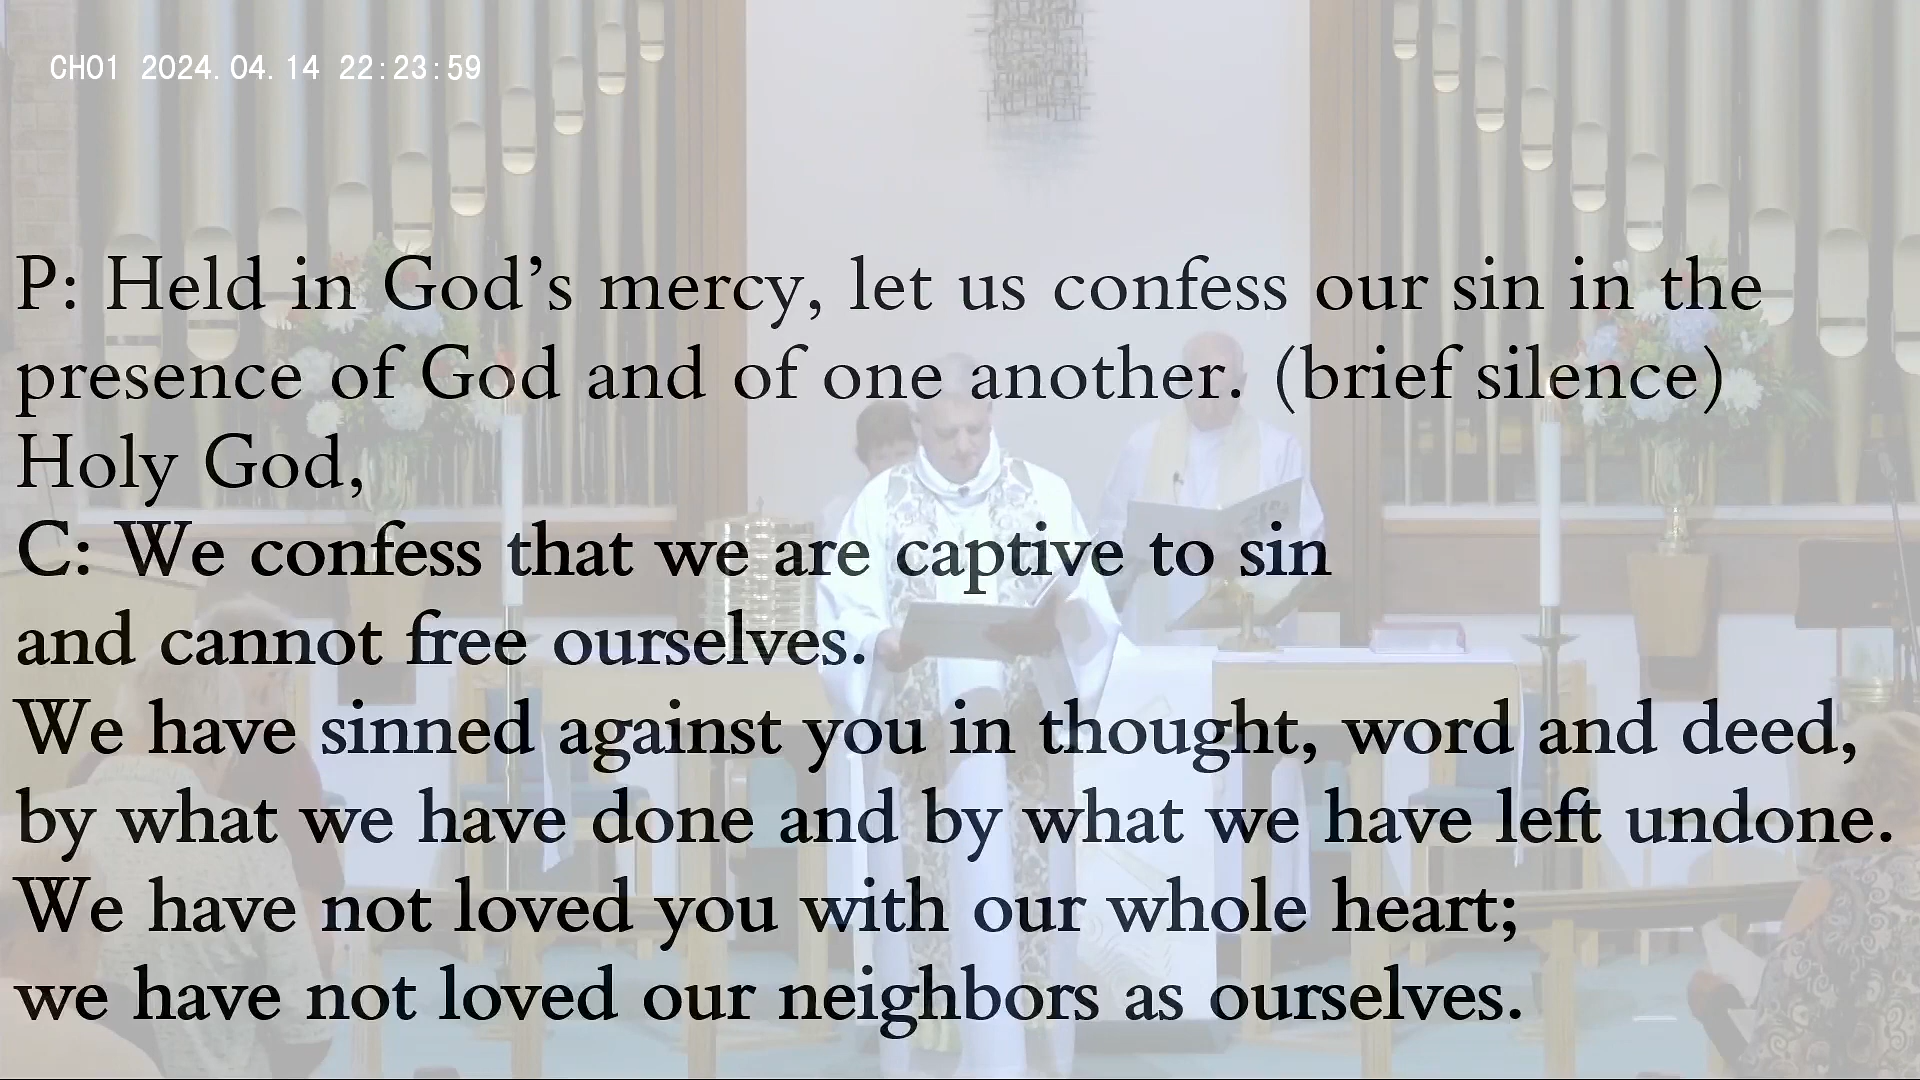 CH01 2024.04.14 22:23:59
P: Held in God’s mercy, let us confess our sin in the
presence of God and of one another. (brief silence)
Holy God,
C: We confess that we are captive to sin
and cannot free ourselves.
We have sinned against you in thought, word and deed,
by what we have done and by what we have left undone.
We have not loved you with our whole heart;
we have not loved our neighbors as ourselves.